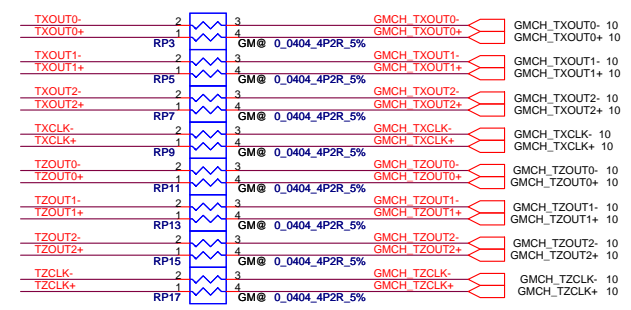 TXOUT0- 2 3 GMCH_TXOUT0- GMCH_TXOUT0- 10
TXOUT0+ 1 4 GMCH_TXOUT0+ GMCH_TXOUT0+ 10
RP3 GM@ 0_0404_4P2R_5%
TXOUT1- 2 3 GMCH_TXOUT1- GMCH_TXOUT1- 10
TXOUT1+ 1 4 GMCH_TXOUT1+ GMCH_TXOUT1+ 10
RP5 GM@ 0_0404_4P2R_5%
TXOUT2- 2 3 GMCH_TXOUT2- GMCH_TXOUT2- 10
TXOUT2+ 1 4 GMCH_TXOUT2+ GMCH_TXOUT2+ 10
RP7 GM@ 0_0404_4P2R_5%
TXCLK- 2 3 GMCH_TXCLK- GMCH_TXCLK- 10
TXCLK+ 1 4 GMCH_TXCLK+ GMCH_TXCLK+ 10
RP9 GM@ 0_0404_4P2R_5%
TZOUT0- 2 3 GMCH_TZOUT0- GMCH_TZOUT0- 10
TZOUT0+ 1 4 GMCH_TZOUT0+ GMCH_TZOUT0+ 10
RP11 GM@ 0_0404_4P2R_5%
TZOUT1- 2 3 GMCH_TZOUT1- GMCH_TZOUT1- 10
TZOUT1+ 1 4 GMCH_TZOUT1+ GMCH_TZOUT1+ 10
RP13 GM@ 0_0404_4P2R_5%
TZOUT2- 2 3 GMCH_TZOUT2- GMCH_TZOUT2- 10
TZOUT2+ 1 4 GMCH_TZOUT2+ GMCH_TZOUT2+ 10
RP15 GM@ 0_0404_4P2R_5%
TZCLK- 2 3 GMCH_TZCLK- GMCH_TZCLK- 10
TZCLK+ 1 4 GMCH_TZCLK+ GMCH_TZCLK+ 10
RP17 GM@ 0_0404_4P2R_5%